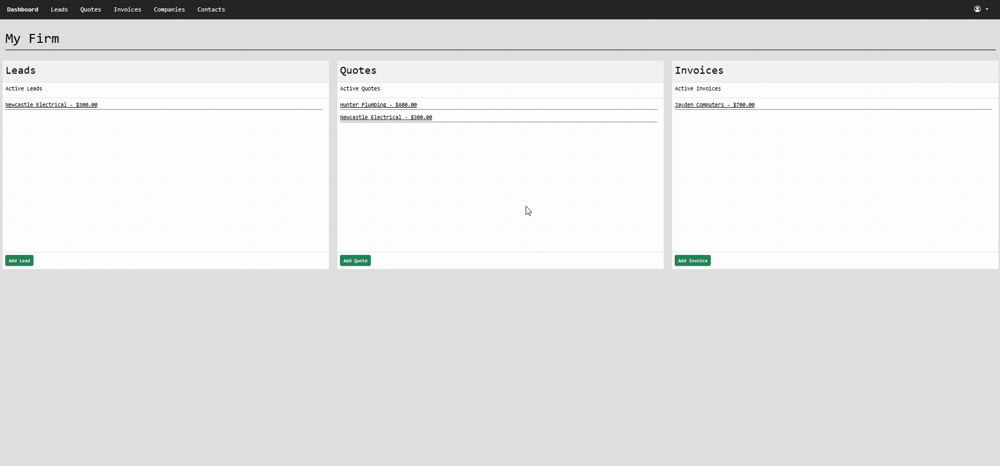 Dashboard Leads Quotes Invoices Companies Contacts
My Firm
Leads
Active Leads
Newcastle Electrical - $300.00
Add Lead
Quotes
Active Quotes
Hunter Plumbing - $600.00
Newcastle Electrical - $300.00
Add Quote
Invoices
Active Invoices
Jayden Computers - $700.00
Add Invoice